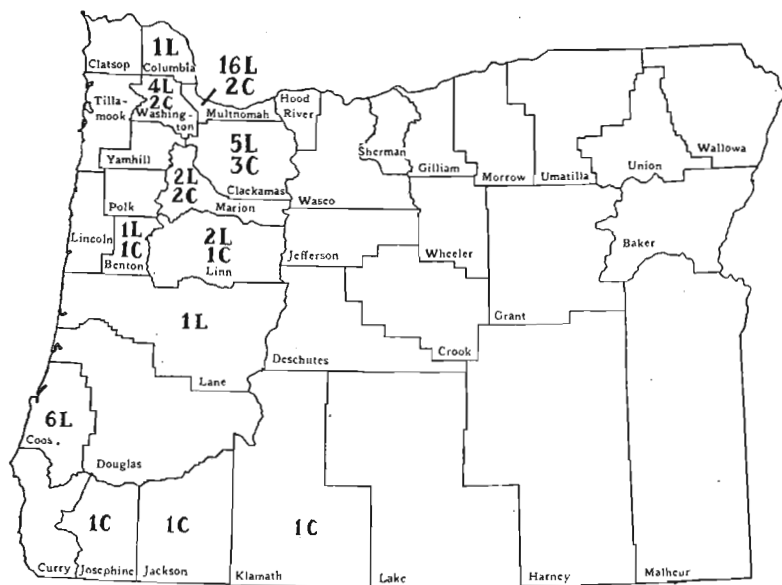 1L
Clatsop
Columbia
16L
2C
4L
2C
Tilla-
mook
Washing-
ton
Multnomah
Hood
River
5L
3C
Sherman
Gilliam
Morrow
Umatilla
Union
Wallowa
Yamhill
2L
2C
Clackamas
Wasco
Polk
Marion
Lincoln
1L
1C
Benton
2L
1C
Linn
Jefferson
Wheeler
Baker
1L
Grant
Crook
Deschutes
Lane
6L
Coos
Douglas
1C
1C
1C
Curry
Josephine
Jackson
Klamath
Lake
Harney
Malheur